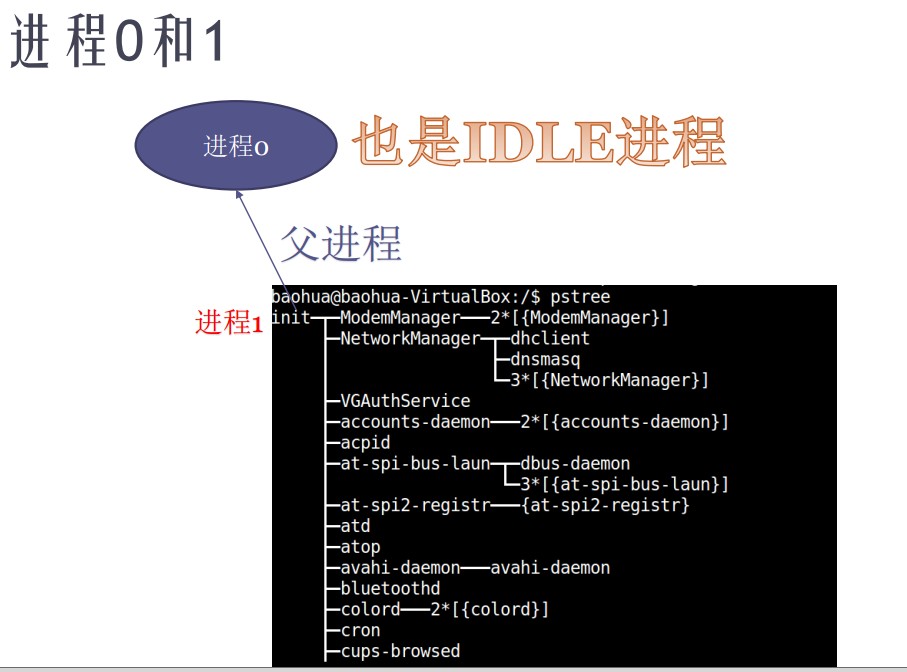 进程0和1
进程0
也是IDLE进程
父进程
进程1
baohua@baohua-VirtualBox:/$ pstree
init─┬─ModemManager───2*[{ModemManager}]
├─NetworkManager─┬─dhclient
├─dnsmasq
└─3*[{NetworkManager}]
├─VGAuthService
├─accounts-daemon───2*[{accounts-daemon}]
├─acpid
├─at-spi-bus-laun─┬─dbus-daemon
└─3*[{at-spi-bus-laun}]
├─at-spi2-registr───{at-spi2-registr}
├─atd
├─atop
├─avahi-daemon───avahi-daemon
├─bluetoothd
├─colord───2*[{colord}]
├─cron
├─cups-browsed